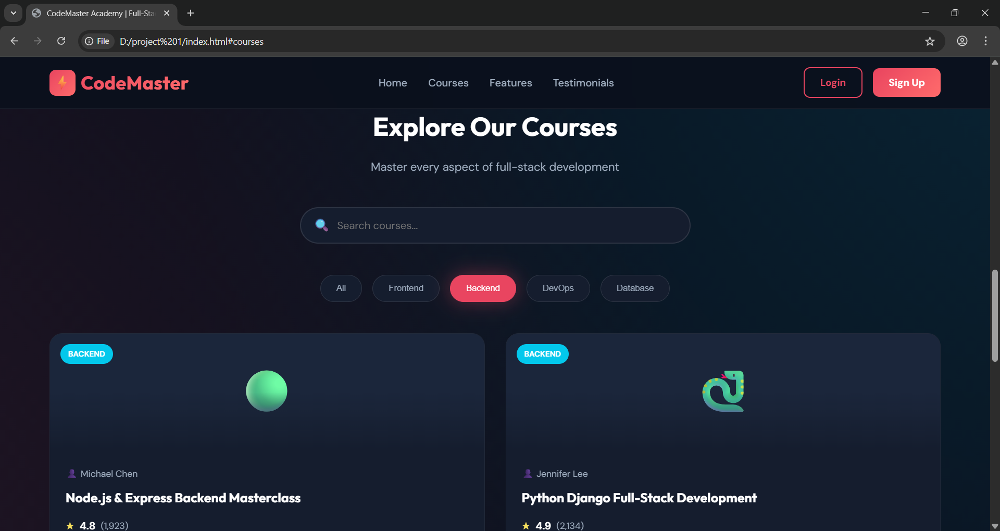 CodeMaster Academy | Full-Sta
File D:/project%201/index.html#courses
CodeMaster Home Courses Features Testimonials Login Sign Up
Explore Our Courses
Master every aspect of full-stack development
Search courses...
All Frontend Backend DevOps Database
BACKEND
Michael Chen
Node.js & Express Backend Masterclass
4.8 (1,923)
BACKEND
Jennifer Lee
Python Django Full-Stack Development
4.9 (2,134)